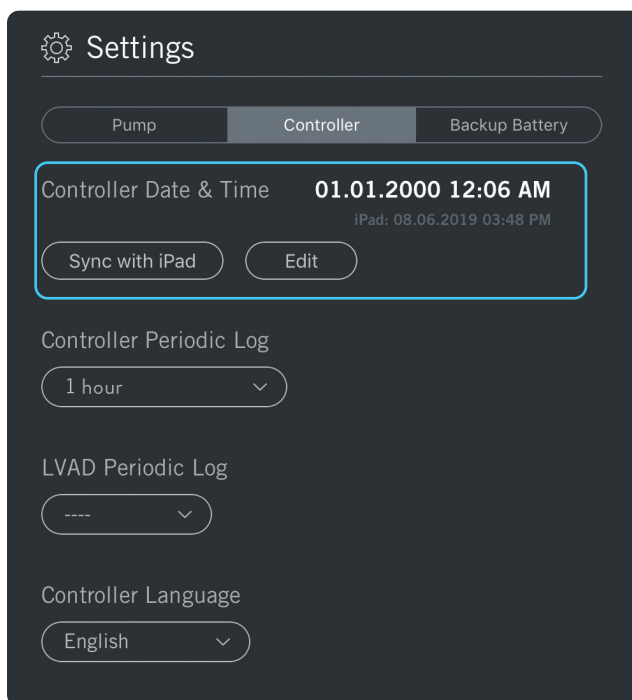 Settings
Pump Controller Backup Battery
Controller Date & Time 01.01.2000 12:06 AM
iPad: 08.06.2019 03:48 PM
Sync with iPad Edit
Controller Periodic Log
1 hour
LVAD Periodic Log
----
Controller Language
English